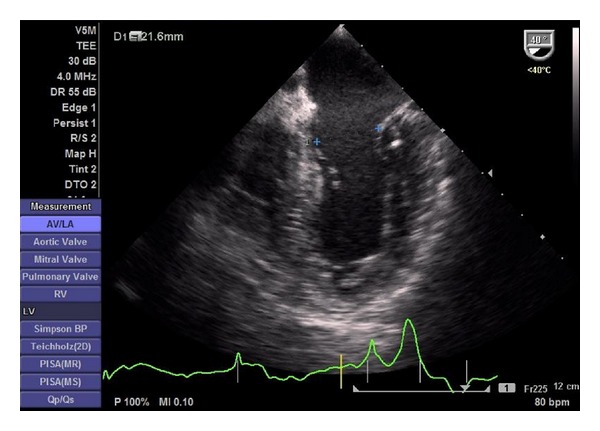 V5M
TEE
30 dB
4.0 MHz
DR 55 dB
Edge 1
Persist 1
R/S 2
Map H
Tint 2
DTO 2
Measurement
AV/LA
Aortic Valve
Mitral Valve
Pulmonary Valve
RV
LV
Simpson BP
Teichholz(2D)
PISA(MR)
PISA(MS)
Qp/Qs
D1 21.6mm
40°
<40°C
1
1
Fr225 12 cm
P 100% MI 0.10
80 bpm